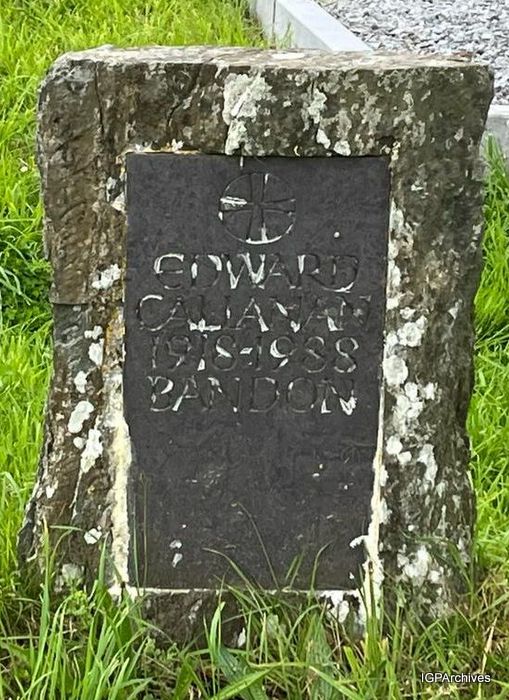 EDWARD
CALLANAN
1918-1988
BANDON
IGPArchives